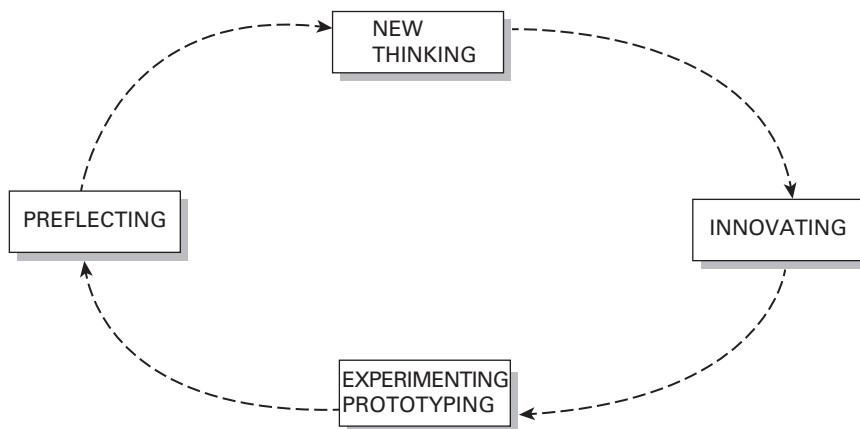 NEW
THINKING
PREFLECTING
INNOVATING
EXPERIMENTING
PROTOTYPING